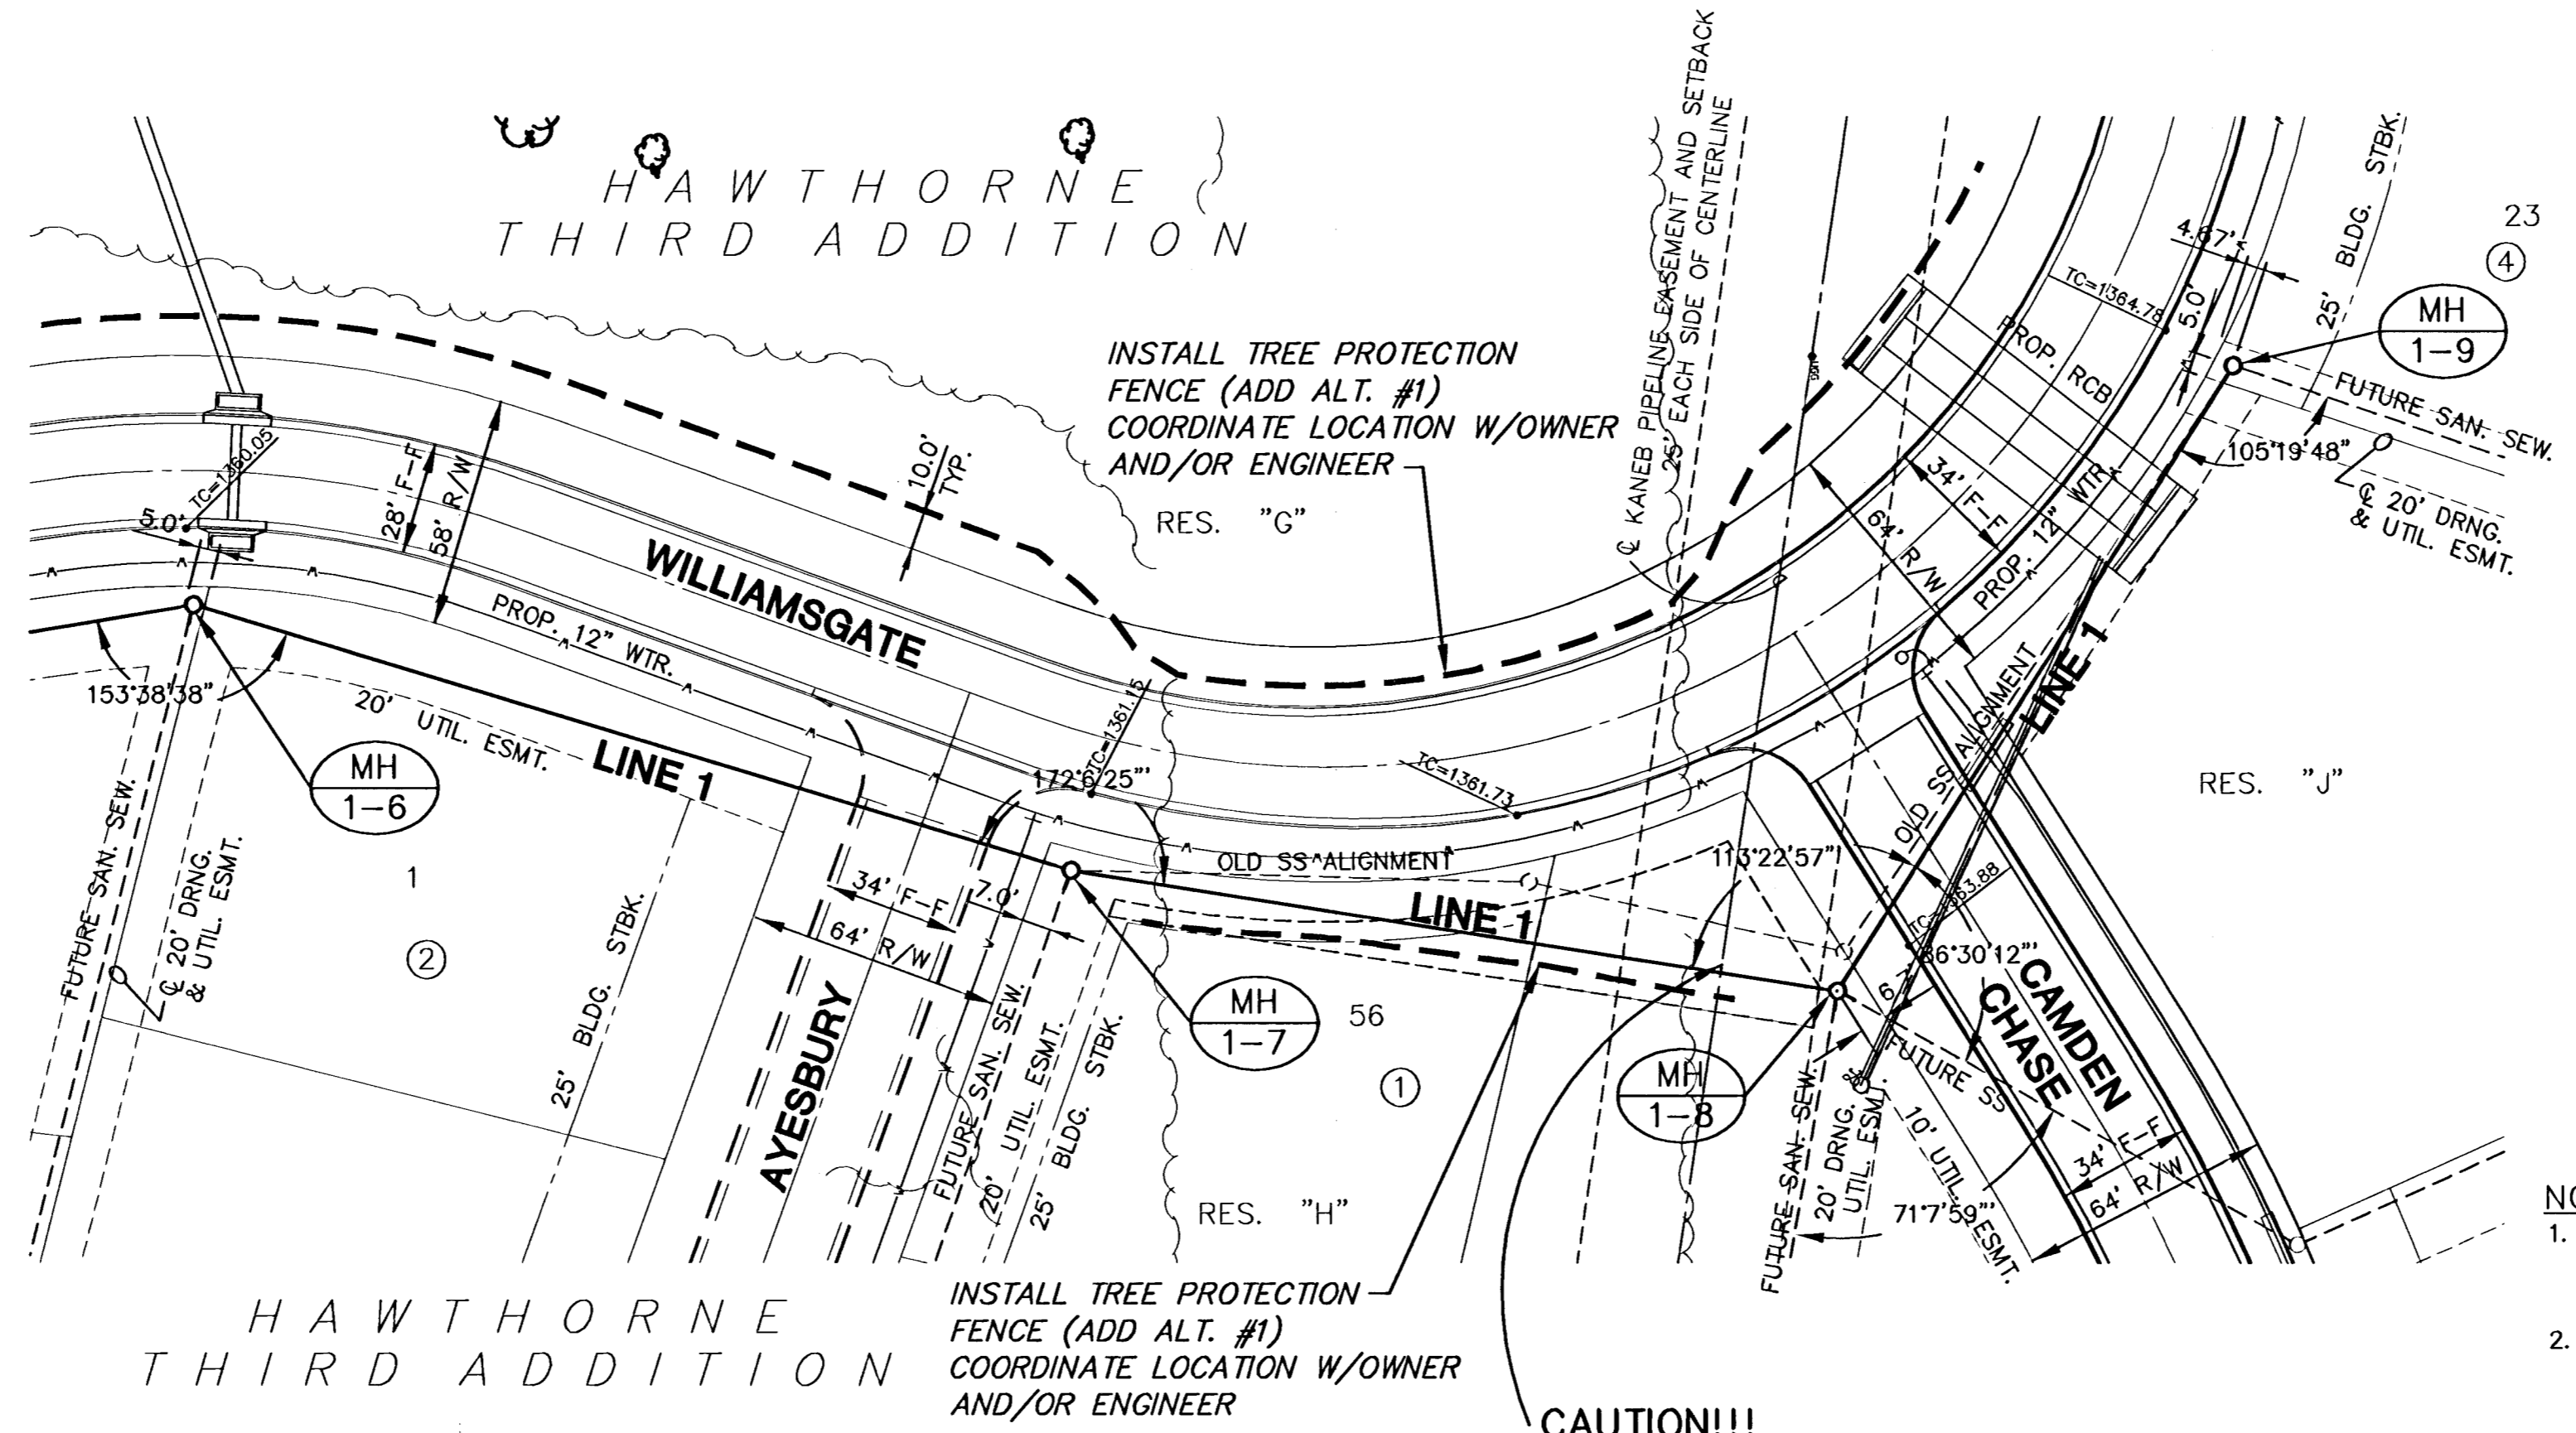 HAWTHORNE
THIRD ADDITION
INSTALL TREE PROTECTION
FENCE (ADD ALT. #1)
COORDINATE LOCATION W/OWNER
AND/OR ENGINEER
RES. "G"
℄ KANEB PIPELINE EASEMENT AND SETBACK
25' EACH SIDE OF CENTERLINE
25' BLDG. STBK.
23
4
4.67'
5.0'
TC=1364.78
PROP. RCB
MH
1-9
FUTURE SAN. SEW.
105°19'48"
℄ 20' DRNG.
& UTIL. ESMT.
34' F-F
64' R/W
PROP. 12" WTR.
TC=1360.05
5.0'
28' F-F
58' R/W
10.0'
TYP.
WILLIAMSGATE
PROP. 12" WTR.
153°38'38"
20' UTIL. ESMT.
LINE 1
MH
1-6
TC=1361.15
172°6'25"'
TC=1361.73
OLD SS ALIGNMENT
LINE 1
113°22'57"'
OLD SS ALIGNMENT
LINE 1
RES. "J"
TC=1363.88
86°30'12"'
FUTURE SAN. SEW.
℄ 20' DRNG.
& UTIL. ESMT.
1
2
25' BLDG. STBK.
34' F-F
7.0'
64' R/W
AYESBURY
FUTURE SAN. SEW.
20' UTIL. ESMT.
25' BLDG. STBK.
MH
1-7
56
1
RES. "H"
MH
1-8
FUTURE SAN. SEW.
20' DRNG.
UTIL. ESMT.
FUTURE SS
10' UTIL. ESMT.
71°7'59"'
CAMDEN
CHASE
34' F-F
64' R/W
HAWTHORNE
THIRD ADDITION
INSTALL TREE PROTECTION
FENCE (ADD ALT. #1)
COORDINATE LOCATION W/OWNER
AND/OR ENGINEER
CAUTION!!!
1.
2.